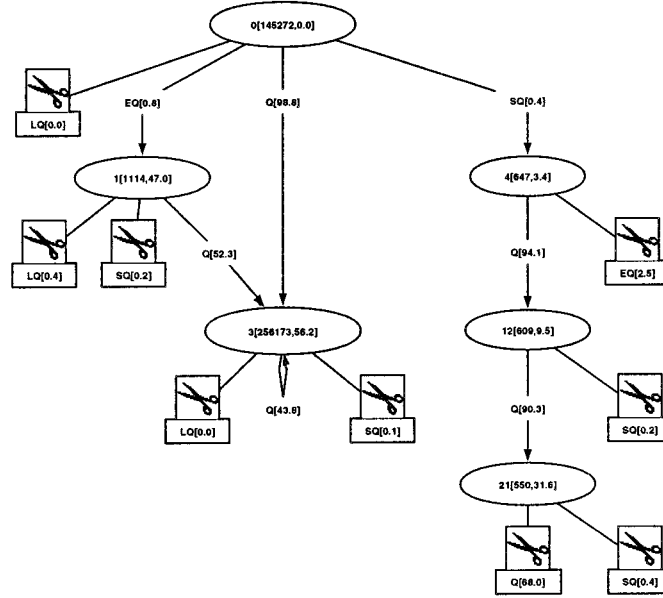 0[145272,0.0]
LQ[0.0]
EQ[0.8]
Q[98.8]
SQ[0.4]
1[1114,47.0]
4[647,3.4]
LQ[0.4]
SQ[0.2]
Q[52.3]
Q[94.1]
EQ[2.5]
3[256173,56.2]
12[609,9.5]
LQ[0.0]
Q[43.8]
SQ[0.1]
Q[90.3]
SQ[0.2]
21[550,31.6]
Q[68.0]
SQ[0.4]